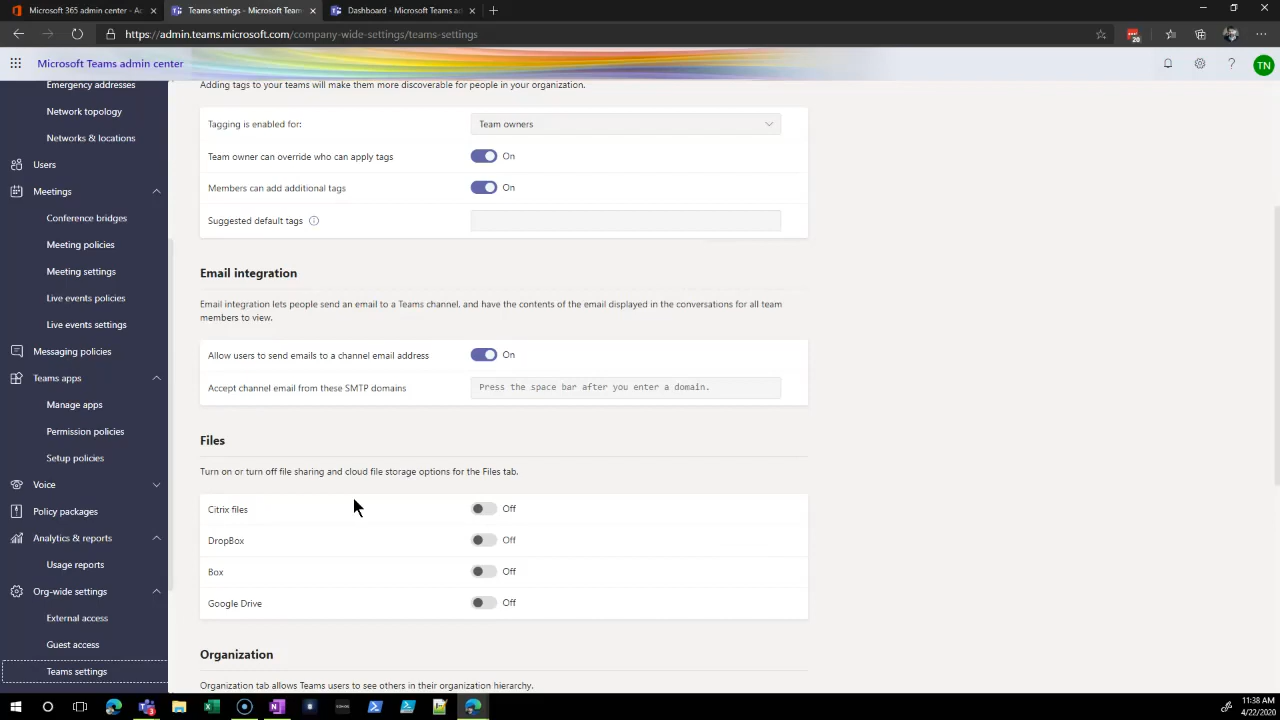 Microsoft 365 admin center - Ac
Teams settings - Microsoft Team
Dashboard - Microsoft Teams ad
https://admin.teams.microsoft.com/company-wide-settings/teams-settings
20
Microsoft Teams admin center
TN
Emergency addresses
Network topology
Networks & locations
Users
Meetings
Conference bridges
Meeting policies
Meeting settings
Live events policies
Live events settings
Messaging policies
Teams apps
Manage apps
Permission policies
Setup policies
Voice
Policy packages
Analytics & reports
Usage reports
Org-wide settings
External access
Guest access
Teams settings
Adding tags to your teams will make them more discoverable for people in your organization.
Tagging is enabled for:
Team owners
Team owner can override who can apply tags
On
Members can add additional tags
On
Suggested default tags
Email integration
Email integration lets people send an email to a Teams channel, and have the contents of the email displayed in the conversations for all team
members to view.
Allow users to send emails to a channel email address
On
Accept channel email from these SMTP domains
Press the space bar after you enter a domain.
Files
Turn on or turn off file sharing and cloud file storage options for the Files tab.
Citrix files
Off
DropBox
Off
Box
Off
Google Drive
Off
Organization
Organization tab allows Teams users to see others in their organization hierarchy.
11:38 AM
4/22/2020